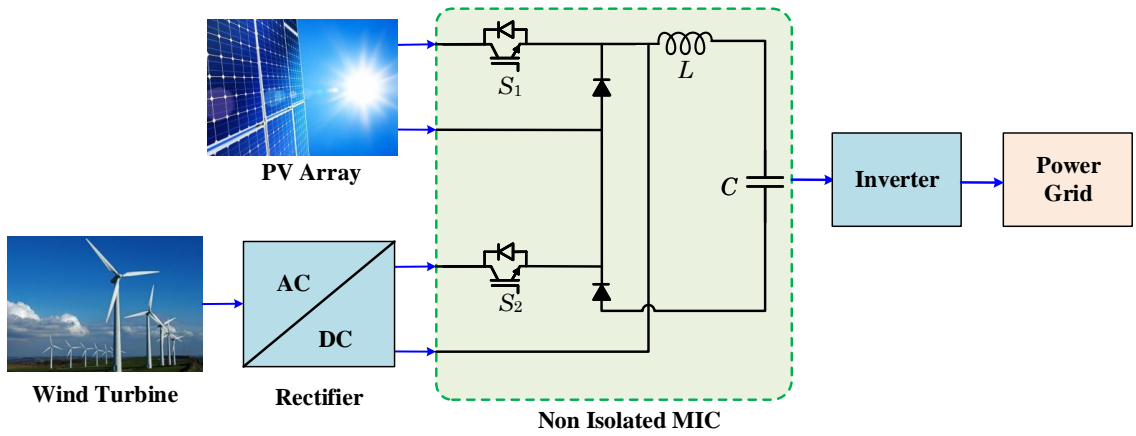 S1
L
PV Array
C
Inverter
Power
Grid
AC
DC
S2
Wind Turbine
Rectifier
Non Isolated MIC